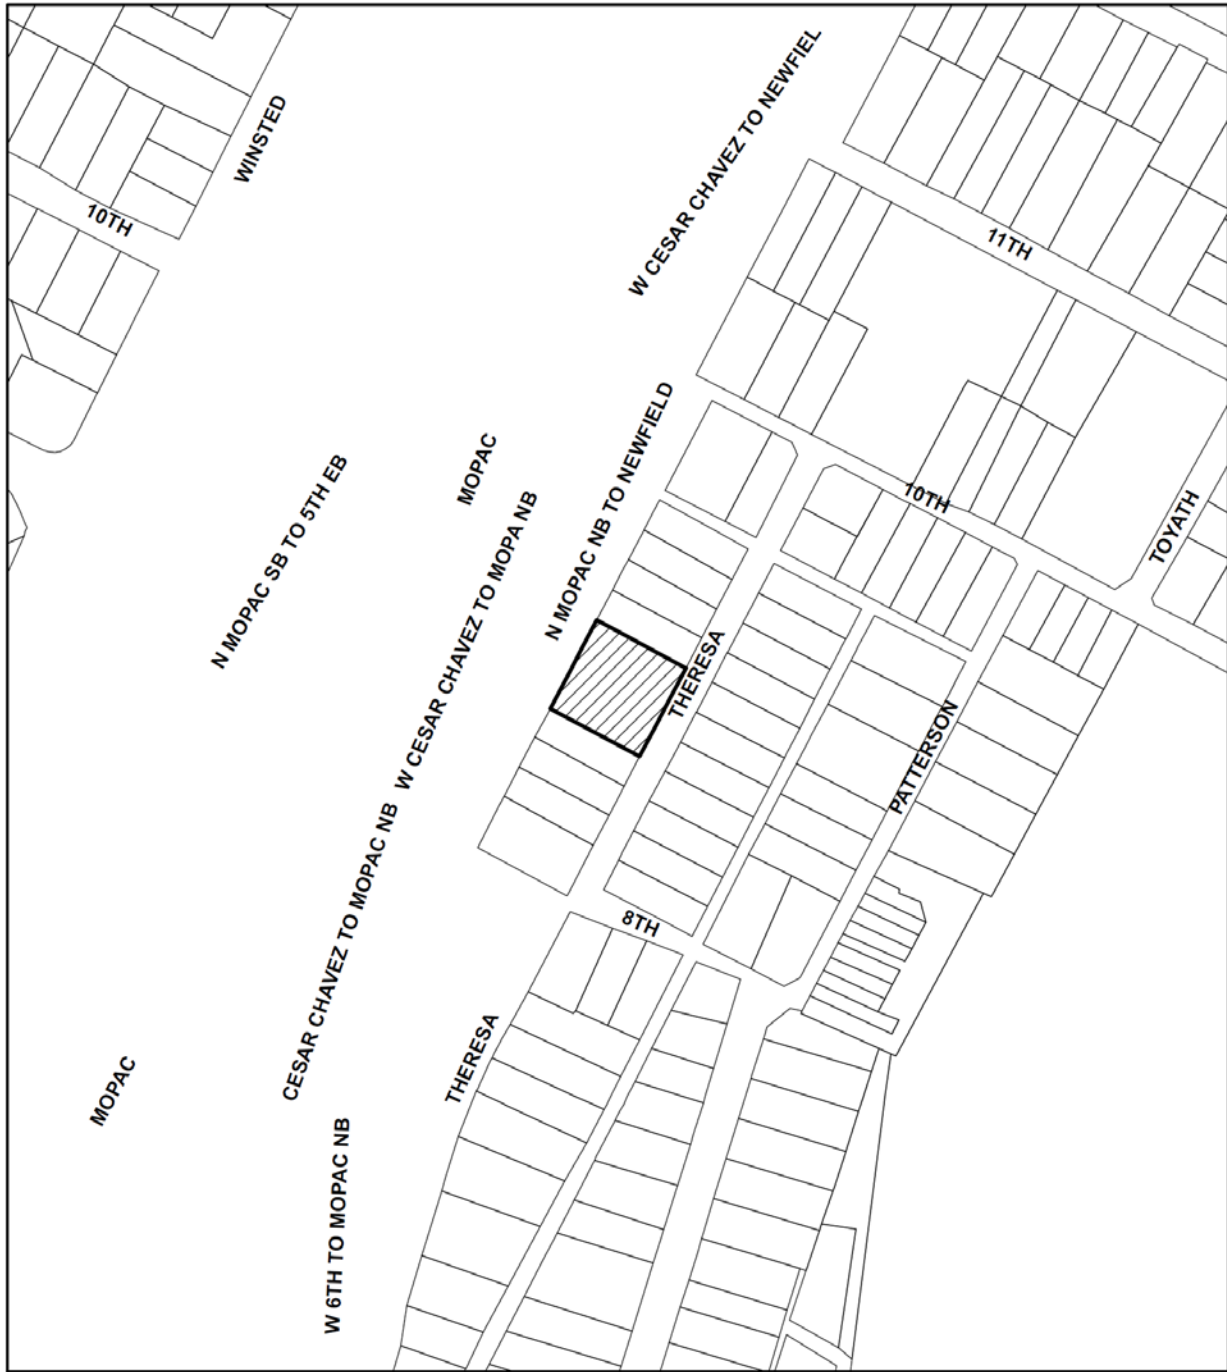 WINSTED
W CESAR CHAVEZ TO NEWFIEL
10TH
11TH
N MOPAC NB TO NEWFIELD
MOPAC
N MOPAC SB TO 5TH EB
W CESAR CHAVEZ TO MOPA NB
10TH
TOYATH
THERESA
PATTERSON
CESAR CHAVEZ TO MOPAC NB
8TH
THERESA
MOPAC
W 6TH TO MOPAC NB